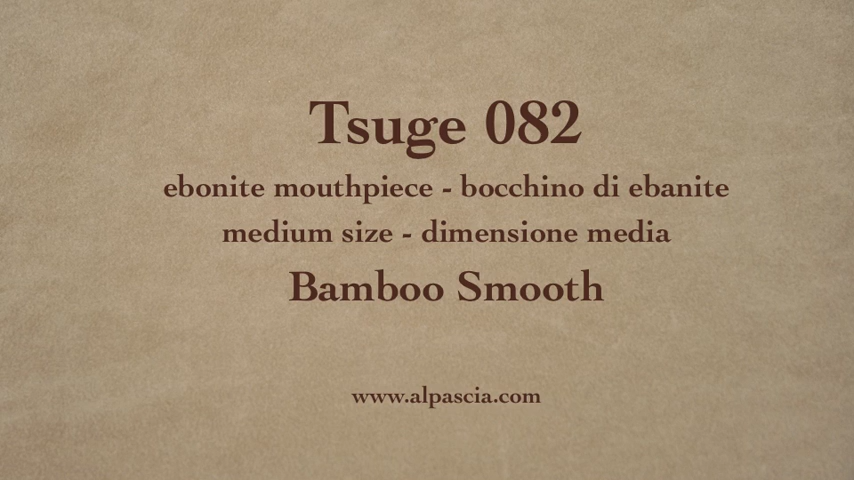 Tsuge 082
ebonite mouthpiece - bocchino di ebanite
medium size - dimensione media
Bamboo Smooth
www.alpascia.com